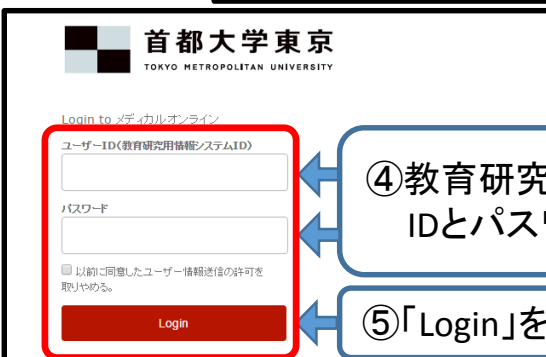 首都大学東京
TOKYO METROPOLITAN UNIVERSITY
Login to メディカルオンライン
ユーザーID(教育研究用情報システムID)
パスワード
以前に同意したユーザー情報送信の許可を
取りやめる。
Login
④教育研究
IDとパス
⑤「Login」を